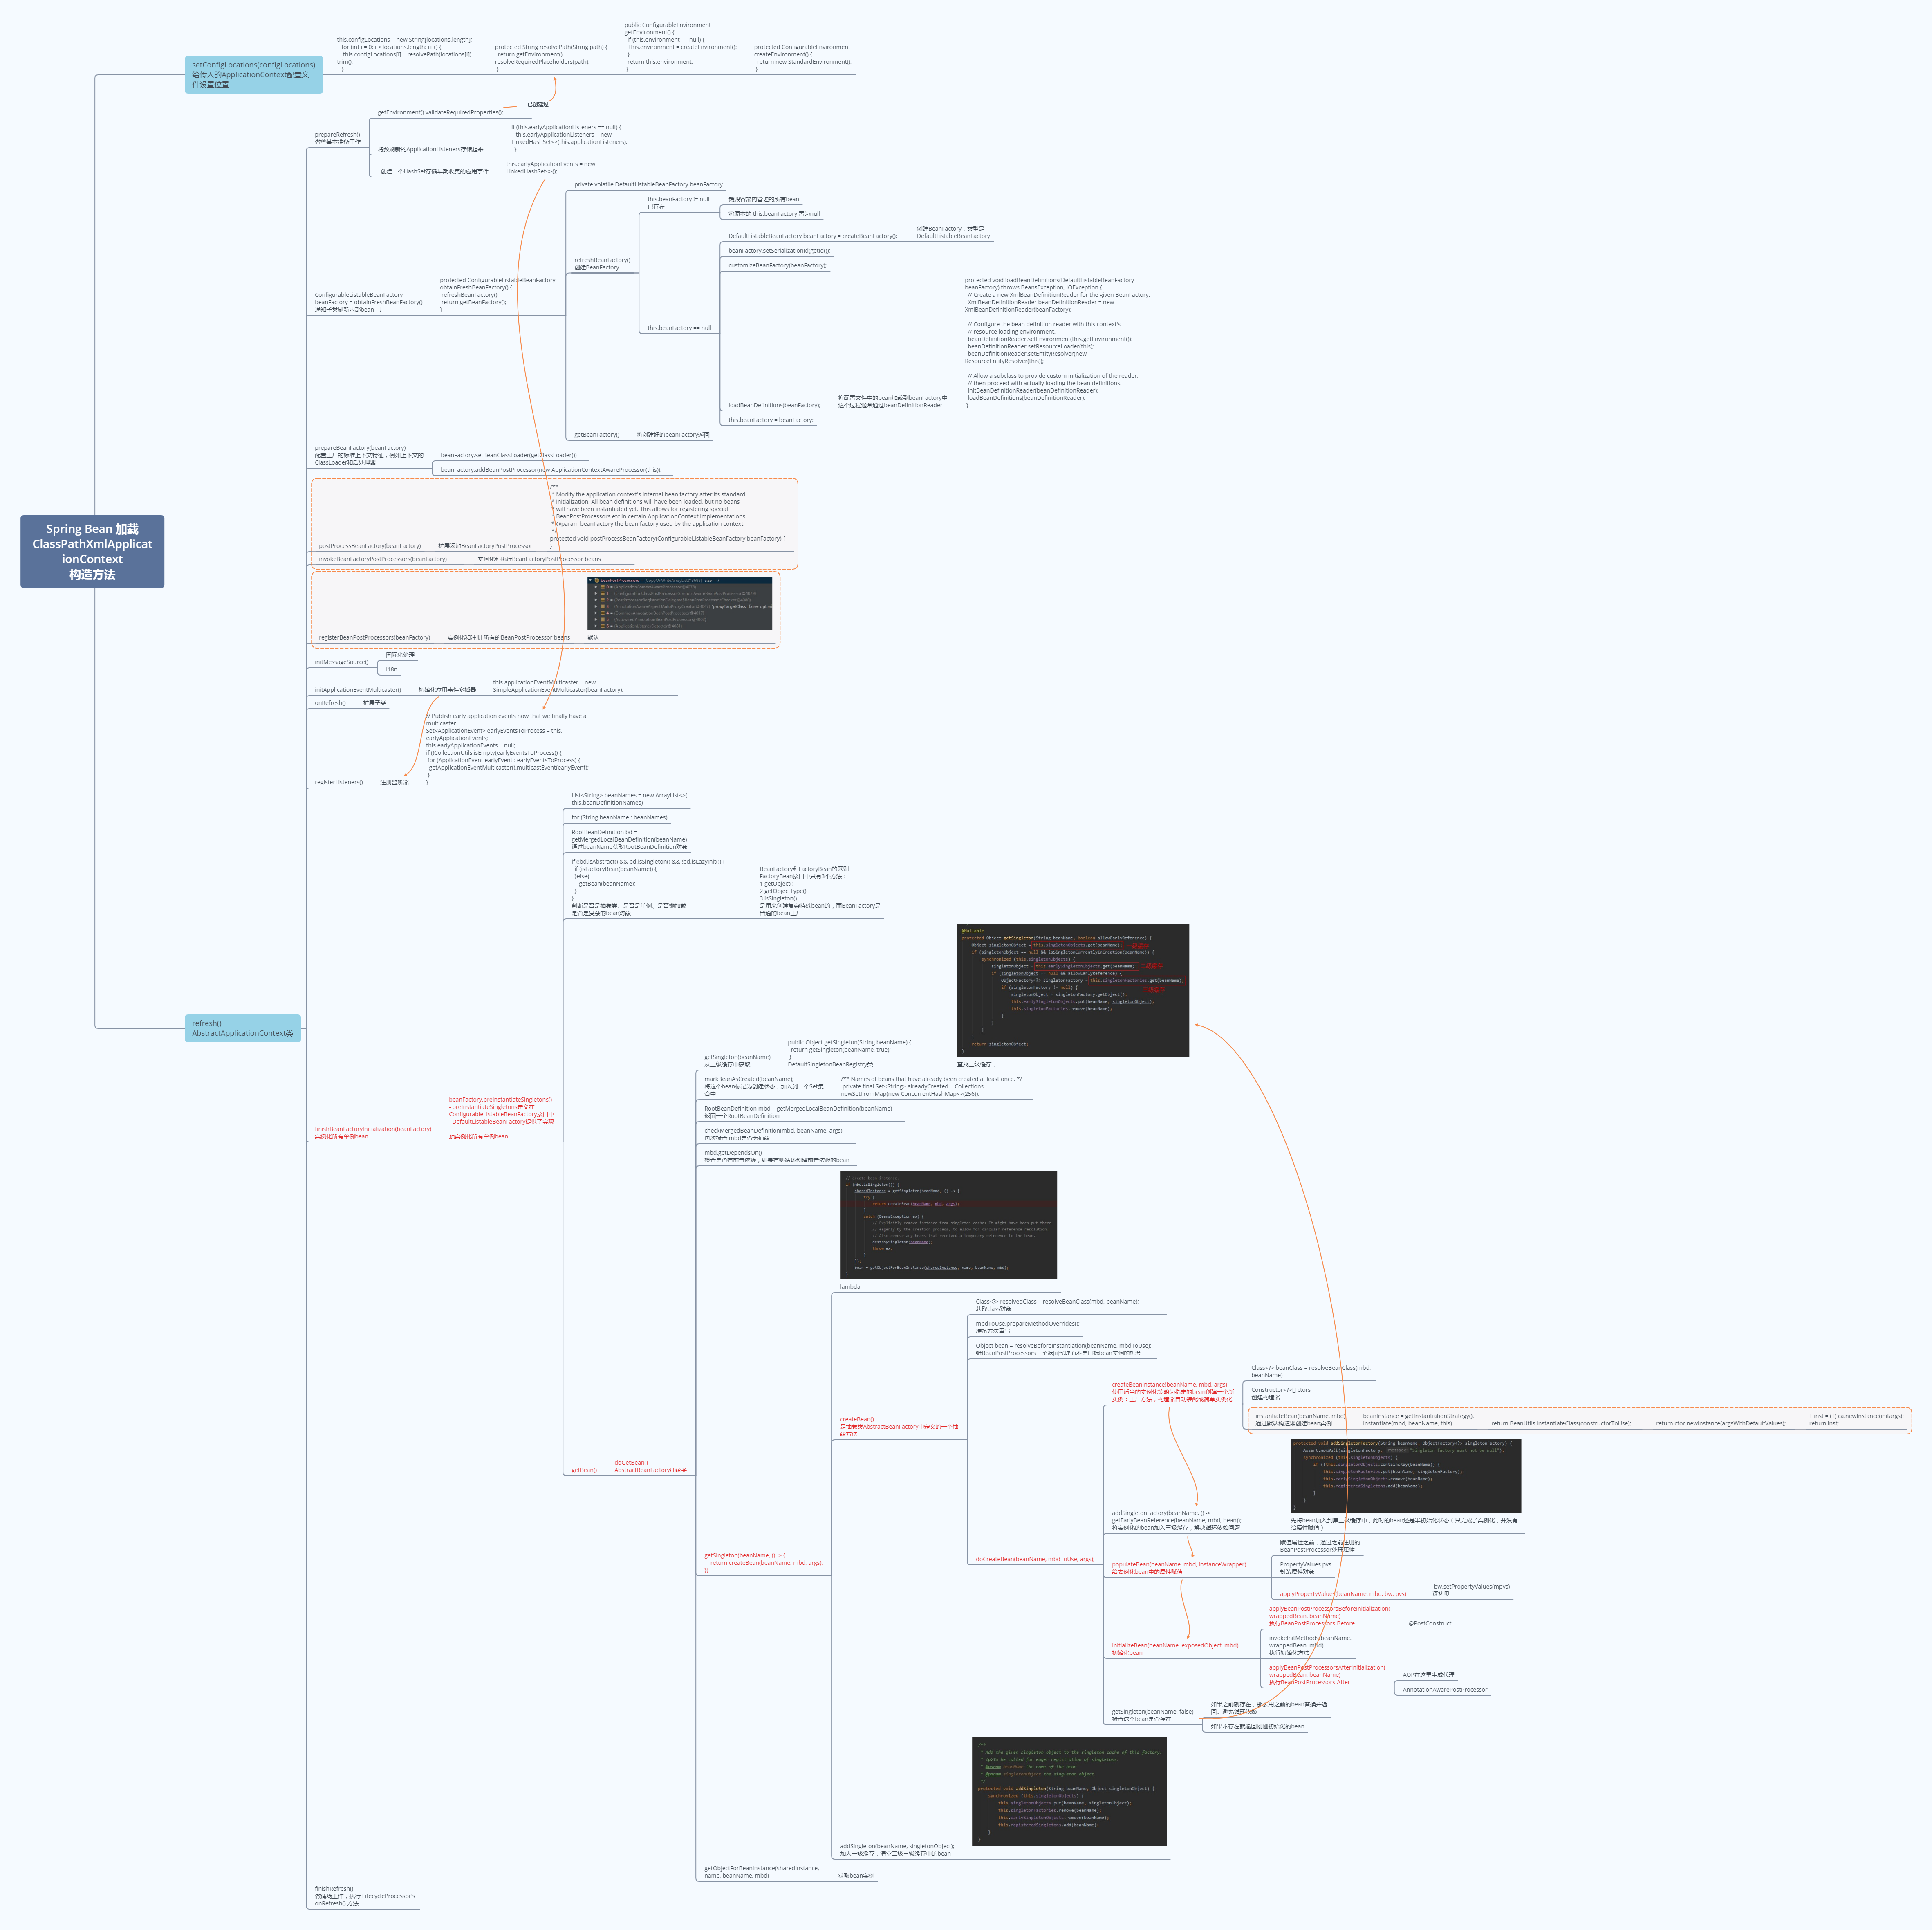 Spring Bean 加载
ClassPathXmlApplicat
ionContext
构造方法
setConfigLocations(configLocations)
给传入的ApplicationContext配置文
件设置位置
this.configLocations = new String[locations.length];
for (int i = 0; i < locations.length; i++) {
this.configLocations[i] = resolvePath(locations[i]).
trim();
}
protected String resolvePath(String path) {
return getEnvironment().
resolveRequiredPlaceholders(path);
}
public ConfigurableEnvironment
getEnvironment() {
if (this.environment == null) {
this.environment = createEnvironment();
}
return this.environment;
}
protected ConfigurableEnvironment
createEnvironment() {
return new StandardEnvironment();
}
refresh()
AbstractApplicationContext类
prepareRefresh()
做些基本准备工作
getEnvironment().validateRequiredProperties();
已创建过
将预刷新的ApplicationListeners存储起来
if (this.earlyApplicationListeners == null) {
this.earlyApplicationListeners = new
LinkedHashSet<>(this.applicationListeners);
}
创建一个HashSet存储早期收集的应用事件
this.earlyApplicationEvents = new
LinkedHashSet<>();
ConfigurableListableBeanFactory
beanFactory = obtainFreshBeanFactory()
通知子类刷新内部bean工厂
protected ConfigurableListableBeanFactory
obtainFreshBeanFactory() {
refreshBeanFactory();
return getBeanFactory();
}
private volatile DefaultListableBeanFactory beanFactory
refreshBeanFactory()
创建BeanFactory
this.beanFactory != null
已存在
销毁容器内管理的所有bean
将原本的 this.beanFactory 置为null
this.beanFactory == null
DefaultListableBeanFactory beanFactory = createBeanFactory();
创建BeanFactory，类型是
DefaultListableBeanFactory
beanFactory.setSerializationId(getId());
customizeBeanFactory(beanFactory);
loadBeanDefinitions(beanFactory);
将配置文件中的bean加载到beanFactory中
这个过程通常通过beanDefinitionReader
protected void loadBeanDefinitions(DefaultListableBeanFactory
beanFactory) throws BeansException, IOException {
// Create a new XmlBeanDefinitionReader for the given BeanFactory.
XmlBeanDefinitionReader beanDefinitionReader = new
XmlBeanDefinitionReader(beanFactory);
// Configure the bean definition reader with this context's
// resource loading environment.
beanDefinitionReader.setEnvironment(this.getEnvironment());
beanDefinitionReader.setResourceLoader(this);
beanDefinitionReader.setEntityResolver(new
ResourceEntityResolver(this));
// Allow a subclass to provide custom initialization of the reader,
// then proceed with actually loading the bean definitions.
initBeanDefinitionReader(beanDefinitionReader);
loadBeanDefinitions(beanDefinitionReader);
}
this.beanFactory = beanFactory;
getBeanFactory()
将创建好的beanFactory返回
prepareBeanFactory(beanFactory)
配置工厂的标准上下文特征，例如上下文的
ClassLoader和后处理器
beanFactory.setBeanClassLoader(getClassLoader())
beanFactory.addBeanPostProcessor(new ApplicationContextAwareProcessor(this));
postProcessBeanFactory(beanFactory)
扩展添加BeanFactoryPostProcessor
/**
* Modify the application context's internal bean factory after its standard
* initialization. All bean definitions will have been loaded, but no beans
* will have been instantiated yet. This allows for registering special
* BeanPostProcessors etc in certain ApplicationContext implementations.
* @param beanFactory the bean factory used by the application context
*/
protected void postProcessBeanFactory(ConfigurableListableBeanFactory beanFactory) {
}
invokeBeanFactoryPostProcessors(beanFactory)
实例化和执行BeanFactoryPostProcessor beans
registerBeanPostProcessors(beanFactory)
实例化和注册 所有的BeanPostProcessor beans
默认
initMessageSource()
国际化处理
i18n
initApplicationEventMulticaster()
初始化应用事件多播器
this.applicationEventMulticaster = new
SimpleApplicationEventMulticaster(beanFactory);
onRefresh()
扩展子类
registerListeners()
注册监听器
// Publish early application events now that we finally have a
multicaster...
Set<ApplicationEvent> earlyEventsToProcess = this.
earlyApplicationEvents;
this.earlyApplicationEvents = null;
if (!CollectionUtils.isEmpty(earlyEventsToProcess)) {
for (ApplicationEvent earlyEvent : earlyEventsToProcess) {
getApplicationEventMulticaster().multicastEvent(earlyEvent);
}
}
finishBeanFactoryInitialization(beanFactory)
实例化所有单例bean
beanFactory.preInstantiateSingletons()
- preInstantiateSingletons定义在
ConfigurableListableBeanFactory接口中
- DefaultListableBeanFactory提供了实现
预实例化所有单例bean
List<String> beanNames = new ArrayList<>(
this.beanDefinitionNames)
for (String beanName : beanNames)
RootBeanDefinition bd =
getMergedLocalBeanDefinition(beanName)
通过beanName获取RootBeanDefinition对象
if (!bd.isAbstract() && bd.isSingleton() && !bd.isLazyInit()) {
if (isFactoryBean(beanName)) {
}else{
getBean(beanName);
}
}
判断是否是抽象类、是否是单例、是否懒加载
是否是复杂的bean对象
BeanFactory和FactoryBean的区别
FactoryBean接口中只有3个方法：
1 getObject()
2 getObjectType()
3 isSingleton()
是用来创建复杂特殊bean的，而BeanFactory是
普通的bean工厂
getBean()
doGetBean()
AbstractBeanFactory抽象类
getSingleton(beanName)
从三级缓存中获取
public Object getSingleton(String beanName) {
return getSingleton(beanName, true);
}
DefaultSingletonBeanRegistry类
@Nullable
protected Object getSingleton(String beanName, boolean allowEarlyReference) {
Object singletonObject = this.singletonObjects.get(beanName);
if (singletonObject == null && isSingletonCurrentlyInCreation(beanName)) {
synchronized (this.singletonObjects) {
singletonObject = this.earlySingletonObjects.get(beanName);
if (singletonObject == null && allowEarlyReference) {
ObjectFactory<?> singletonFactory = this.singletonFactories.get(beanName);
if (singletonFactory != null) {
singletonObject = singletonFactory.getObject();
this.earlySingletonObjects.put(beanName, singletonObject);
this.singletonFactories.remove(beanName);
}
}
}
}
return singletonObject;
}
查找三级缓存，
markBeanAsCreated(beanName);
将这个bean标记为创建状态，加入到一个Set集
合中
/** Names of beans that have already been created at least once. */
private final Set<String> alreadyCreated = Collections.
newSetFromMap(new ConcurrentHashMap<>(256));
RootBeanDefinition mbd = getMergedLocalBeanDefinition(beanName)
返回一个RootBeanDefinition
checkMergedBeanDefinition(mbd, beanName, args)
再次检查 mbd是否为抽象
mbd.getDependsOn()
检查是否有前置依赖，如果有则循环创建前置依赖的bean
getSingleton(beanName, () -> {
return createBean(beanName, mbd, args);
})
// Create bean instance.
if (mbd.isSingleton()) {
sharedInstance = getSingleton(beanName, () -> {
try {
return createBean(beanName, mbd, args);
}
catch (BeansException ex) {
// Explicitly remove instance from singleton cache: It might have been put there
// eagerly by the creation process, to allow for circular reference resolution.
// Also remove any beans that received a temporary reference to the bean.
destroySingleton(beanName);
throw ex;
}
});
bean = getObjectForBeanInstance(sharedInstance, name, beanName, mbd);
}
lambda
createBean()
是抽象类AbstractBeanFactory中定义的一个抽
象方法
Class<?> resolvedClass = resolveBeanClass(mbd, beanName);
获取class对象
mbdToUse.prepareMethodOverrides();
准备方法重写
Object bean = resolveBeforeInstantiation(beanName, mbdToUse);
给BeanPostProcessors一个返回代理而不是目标bean实例的机会
doCreateBean(beanName, mbdToUse, args);
createBeanInstance(beanName, mbd, args)
使用适当的实例化策略为指定的bean创建一个新
实例：工厂方法，构造器自动装配或简单实例化
Class<?> beanClass = resolveBeanClass(mbd,
beanName)
Constructor<?>[] ctors
创建构造器
instantiateBean(beanName, mbd)
通过默认构造器创建bean实例
beanInstance = getInstantiationStrategy().
instantiate(mbd, beanName, this)
return BeanUtils.instantiateClass(constructorToUse);
return ctor.newInstance(argsWithDefaultValues);
T inst = (T) ca.newInstance(initargs);
return inst;
addSingletonFactory(beanName, () ->
getEarlyBeanReference(beanName, mbd, bean));
将实例化的bean加入三级缓存，解决循环依赖问题
protected void addSingletonFactory(String beanName, ObjectFactory<?> singletonFactory) {
Assert.notNull(singletonFactory, message: "Singleton factory must not be null");
synchronized (this.singletonObjects) {
if (!this.singletonObjects.containsKey(beanName)) {
this.singletonFactories.put(beanName, singletonFactory);
this.earlySingletonObjects.remove(beanName);
this.registeredSingletons.add(beanName);
}
}
}
先将bean加入到第三级缓存中，此时的bean还是半初始化状态（ 只完成了实例化，并没有
给属性赋值 ）
populateBean(beanName, mbd, instanceWrapper)
给实例化bean中的属性赋值
赋值属性之前，通过之前注册的
BeanPostProcessor处理属性
PropertyValues pvs
封装属性对象
applyPropertyValues(beanName, mbd, bw, pvs)
bw.setPropertyValues(mpvs)
深拷贝
initializeBean(beanName, exposedObject, mbd)
初始化bean
applyBeanPostProcessorsBeforeInitialization(
wrappedBean, beanName)
执行BeanPostProcessors-Before
@PostConstruct
invokeInitMethods(beanName,
wrappedBean, mbd)
执行初始化方法
applyBeanPostProcessorsAfterInitialization(
wrappedBean, beanName)
执行BeanPostProcessors-After
AOP在这里生成代理
AnnotationAwarePostProcessor
getSingleton(beanName, false)
检查这个bean是否存在
如果之前就存在，那么用之前的bean替换并返
回。避免循环依赖
如果不存在就返回刚刚初始化的bean
addSingleton(beanName, singletonObject);
加入一级缓存，清空二级三级缓存中的bean
/**
* Add the given singleton object to the singleton cache of this factory.
* <p>To be called for eager registration of singletons.
* @param beanName the name of the bean
* @param singletonObject the singleton object
*/
protected void addSingleton(String beanName, Object singletonObject) {
synchronized (this.singletonObjects) {
this.singletonObjects.put(beanName, singletonObject);
this.singletonFactories.remove(beanName);
this.earlySingletonObjects.remove(beanName);
this.registeredSingletons.add(beanName);
}
}
getObjectForBeanInstance(sharedInstance,
name, beanName, mbd)
获取bean实例
finishRefresh()
做清场工作，执行 LifecycleProcessor's
onRefresh() 方法